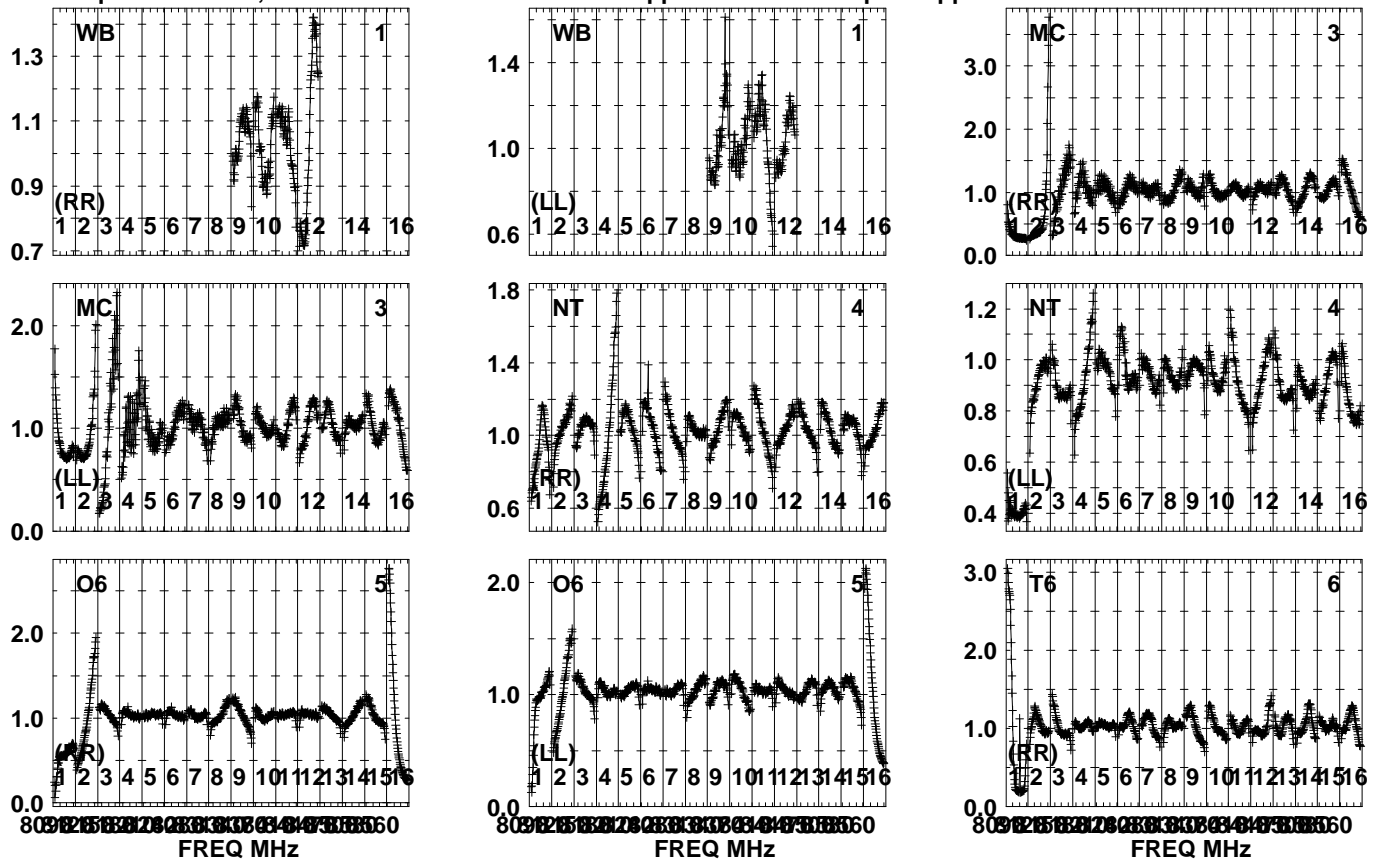 WB 1
1.3
1.1
0.9
0.7
(RR)
1 2 3 4 5 6 7 8 9 10 12 14 16
WB 1
1.4
1.0
0.6
(LL)
1 2 3 4 5 6 7 8 9 10 12 14 16
MC 3
3.0
2.0
1.0
0.0
(RR)
1 2 3 4 5 6 7 8 9 10 12 14 16
MC 3
2.0
1.0
0.0
(LL)
1 2 3 4 5 6 7 8 9 10 12 14 16
NT 4
1.8
1.4
1.0
0.6
(RR)
1 2 3 4 5 6 7 8 9 10 12 14 16
NT 4
1.2
1.0
0.8
0.6
0.4
(LL)
1 2 3 4 5 6 7 8 9 10 12 14 16
O6 5
2.0
1.0
0.0
(RR)
1 2 3 4 5 6 7 8 9 10 11 12 13 14 15 16
FREQ MHz
O6 5
2.0
1.0
0.0
(LL)
1 2 3 4 5 6 7 8 9 10 11 12 13 14 15 16
FREQ MHz
T6 6
3.0
2.0
1.0
0.0
(RR)
1 2 3 4 5 6 7 8 9 10 11 12 13 14 15 16
FREQ MHz